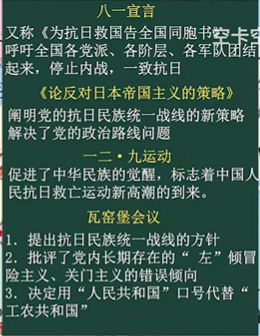 八一宣言
又称《为抗日救国告全国同胞书》
呼吁全国各党派、各阶层、各军队团结
起来，停止内战，一致抗日
《论反对日本帝国主义的策略》
阐明党的抗日民族统一战线的新策略
解决了党的政治路线问题
一二·九运动
促进了中华民族的觉醒，标志着中国人
民抗日救亡运动新高潮的到来。
瓦窑堡会议
1．提出抗日民族统一战线的方针
2．批评了党内长期存在的“ 左”倾冒
险主义、关门主义的错误倾向
3．决定用“人民共和国”口号代替“
工农共和国”